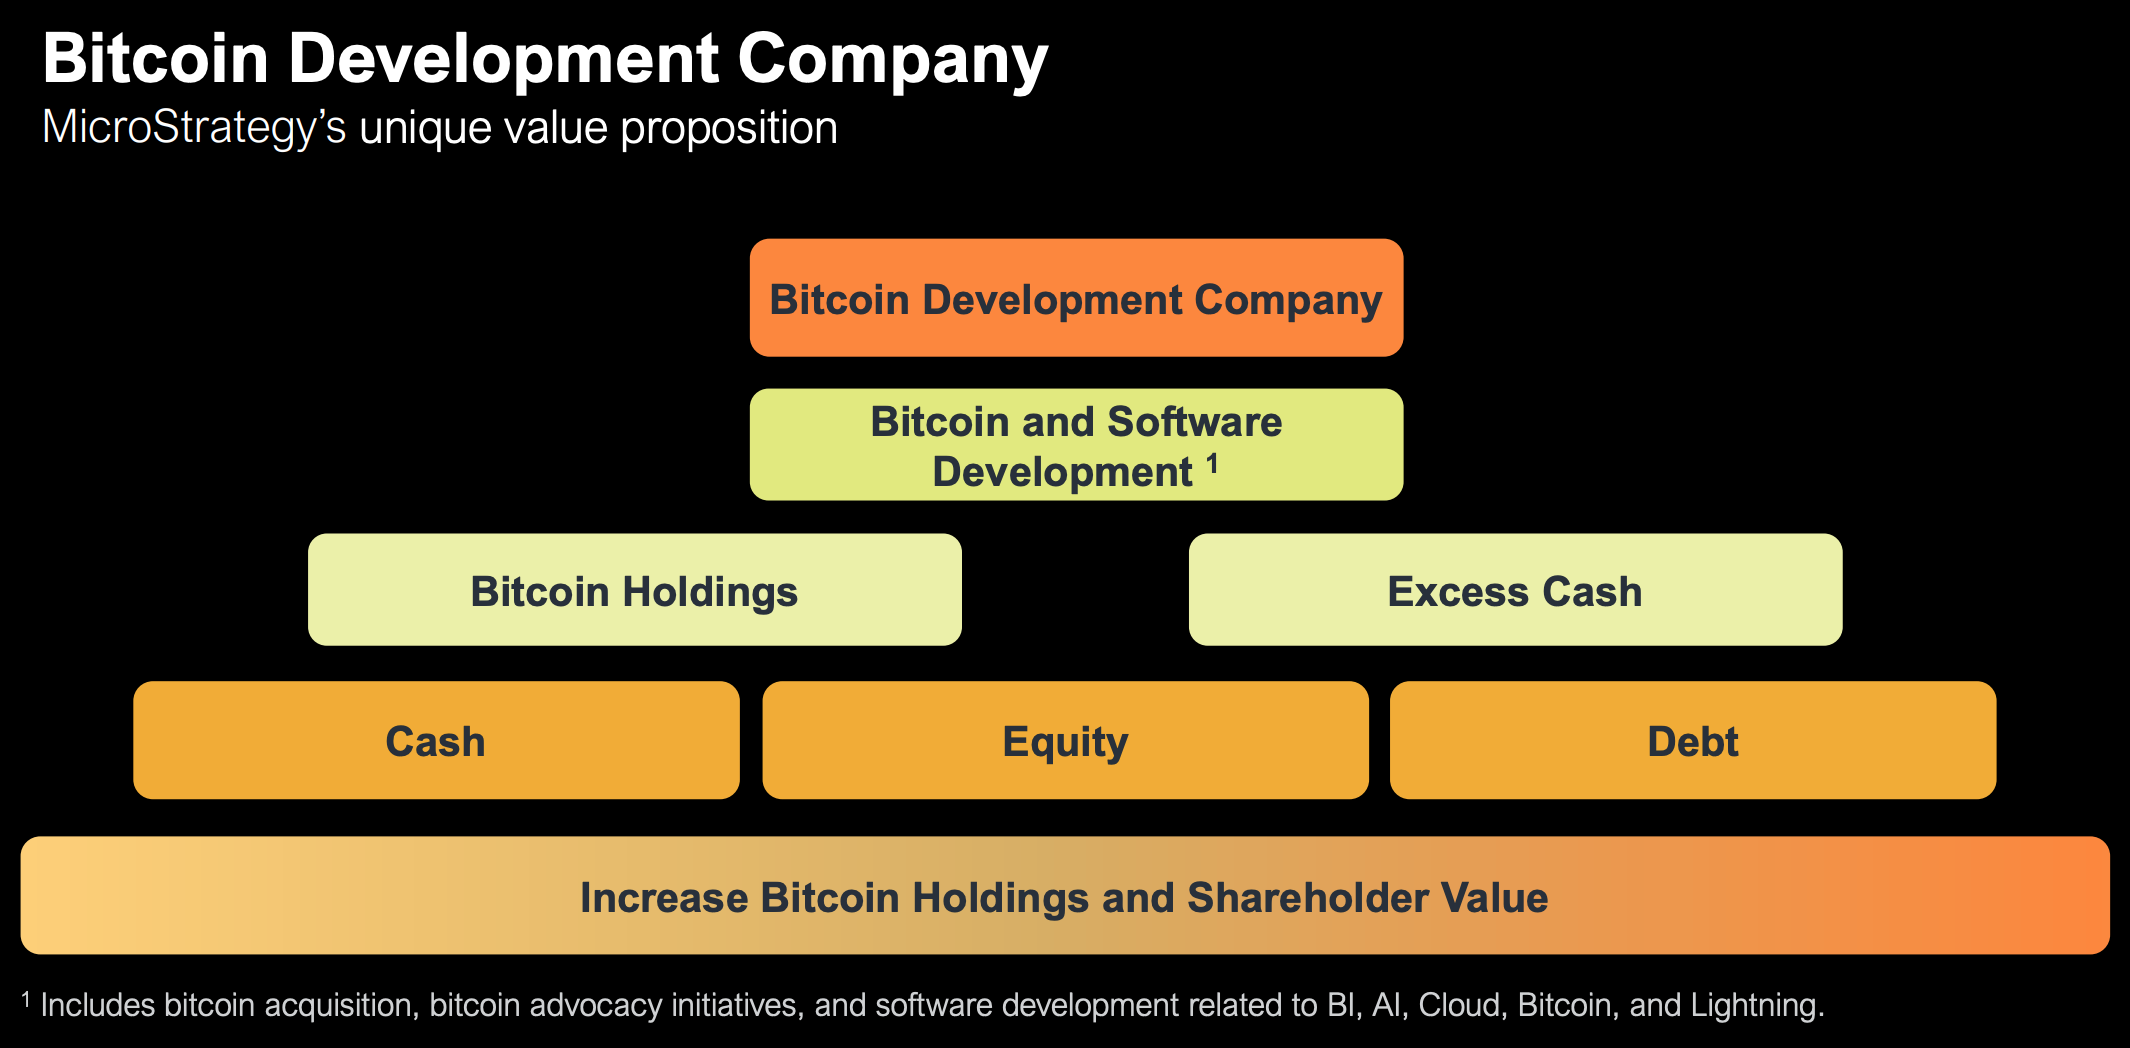 Bitcoin Development Company
MicroStrategy’s unique value proposition
Bitcoin Development Company
Bitcoin and Software
Development ¹
Bitcoin Holdings
Excess Cash
Cash
Equity
Debt
Increase Bitcoin Holdings and Shareholder Value
¹ Includes bitcoin acquisition, bitcoin advocacy initiatives, and software development related to BI, AI, Cloud, Bitcoin, and Lightning.